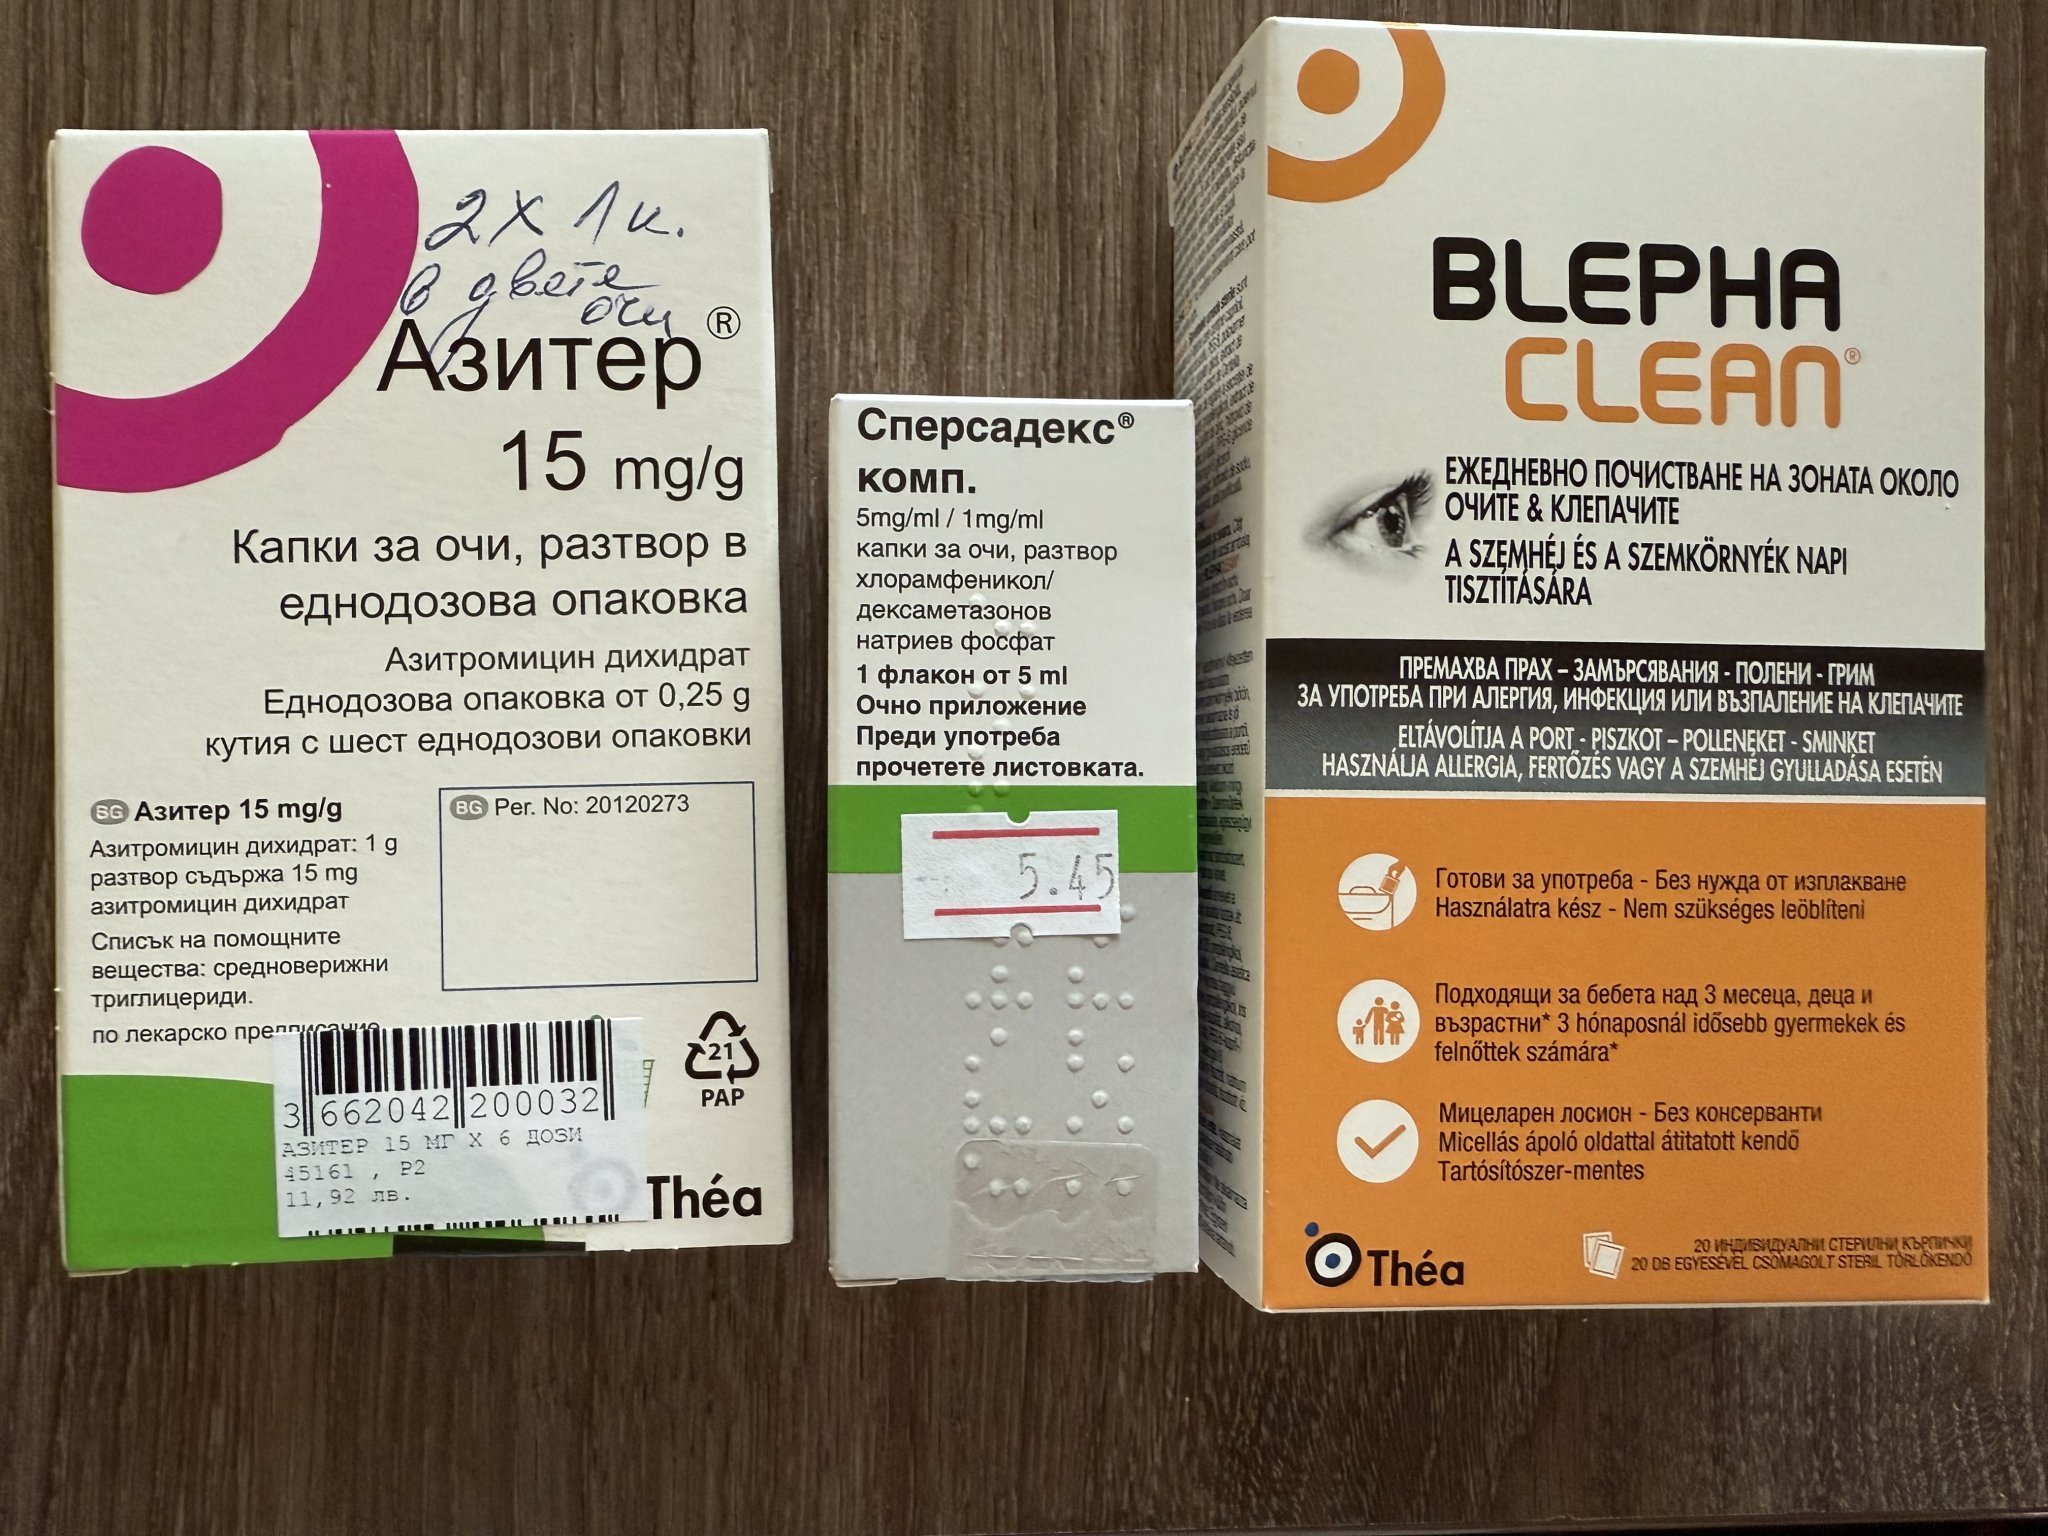 2 x 1 к.
в двете
очи
Азитер®
15 mg/g
Капки за очи, разтвор в
еднодозова опаковка
Азитромицин дихидрат
Еднодозова опаковка от 0,25 g
кутия с шест еднодозови опаковки
BG Азитер 15 mg/g
Азитромицин дихидрат: 1 g
разтвор съдържа 15 mg
азитромицин дихидрат
Списък на помощните
вещества: средноверижни
триглицериди.
по лекарско предписание
BG Рег. No: 20120273
21
PAP
3 662042 200032
АЗИТЕР 15 МГ Х 6 ДОЗИ
45161 , P2
11,92 лв.
Théa
Сперсадекс®
комп.
5mg/ml / 1mg/ml
капки за очи, разтвор
хлорамфеникол/
дексаметазонов
натриев фосфат
1 флакон от 5 ml
Очно приложение
Преди употреба
прочетете листовката.
5.45
BLEPHA
CLEAN®
ЕЖЕДНЕВНО ПОЧИСТВАНЕ НА ЗОНАТА ОКОЛО
ОЧИТЕ & КЛЕПАЧИТЕ
A SZEMHÉJ ÉS A SZEMKÖRNYÉK NAPI
TISZTÍTÁSÁRA
ПРЕМАХВА ПРАХ – ЗАМЪРСЯВАНИЯ - ПОЛЕНИ - ГРИМ
ЗА УПОТРЕБА ПРИ АЛЕРГИЯ, ИНФЕКЦИЯ ИЛИ ВЪЗПАЛЕНИЕ НА КЛЕПАЧИТЕ
ELTÁVOLÍTJA A PORT - PISZKOT – POLLENEKET - SMINKET
HASZNÁLJA ALLERGIA, FERTŐZÉS VAGY A SZEMHÉJ GYULLADÁSA ESETÉN
Готови за употреба - Без нужда от изплакване
Használatra kész - Nem szükséges leöblíteni
Подходящи за бебета над 3 месеца, деца и
възрастни* 3 hónaposnál idősebb gyermekek és
felnőttek számára*
Мицеларен лосион - Без консерванти
Micellás ápoló oldattal átitatott kendő
Tartósítószer-mentes
Théa
20 ИНДИВИДУАЛНИ СТЕРИЛНИ КЪРПИЧКИ
20 DB EGYESÉVEL CSOMAGOLT STERIL TÖRLŐKENDŐ